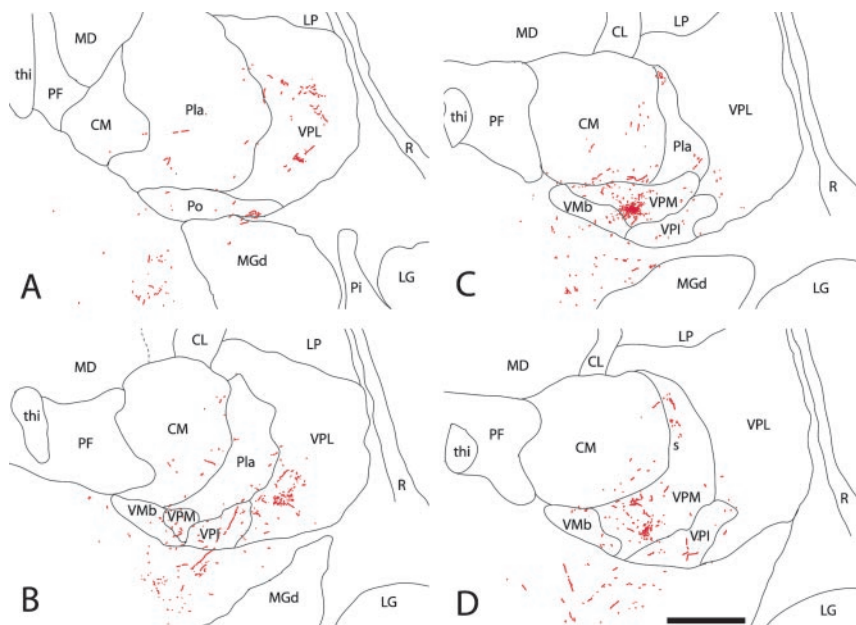 LP
MD
thi
PF
CM
Pla.
VPL
R
Po
MGd
Pi
LG
A
MD
CL
LP
thi
PF
CM
Pla
VPL
R
VMb
VPM
VPI
MGd
LG
C
MD
CL
LP
thi
PF
CM
Pla
VPL
R
VMb
VPM
VPI
MGd
LG
B
MD
CL
LP
thi
PF
CM
s
VPL
R
VPM
VMb
VPI
LG
D